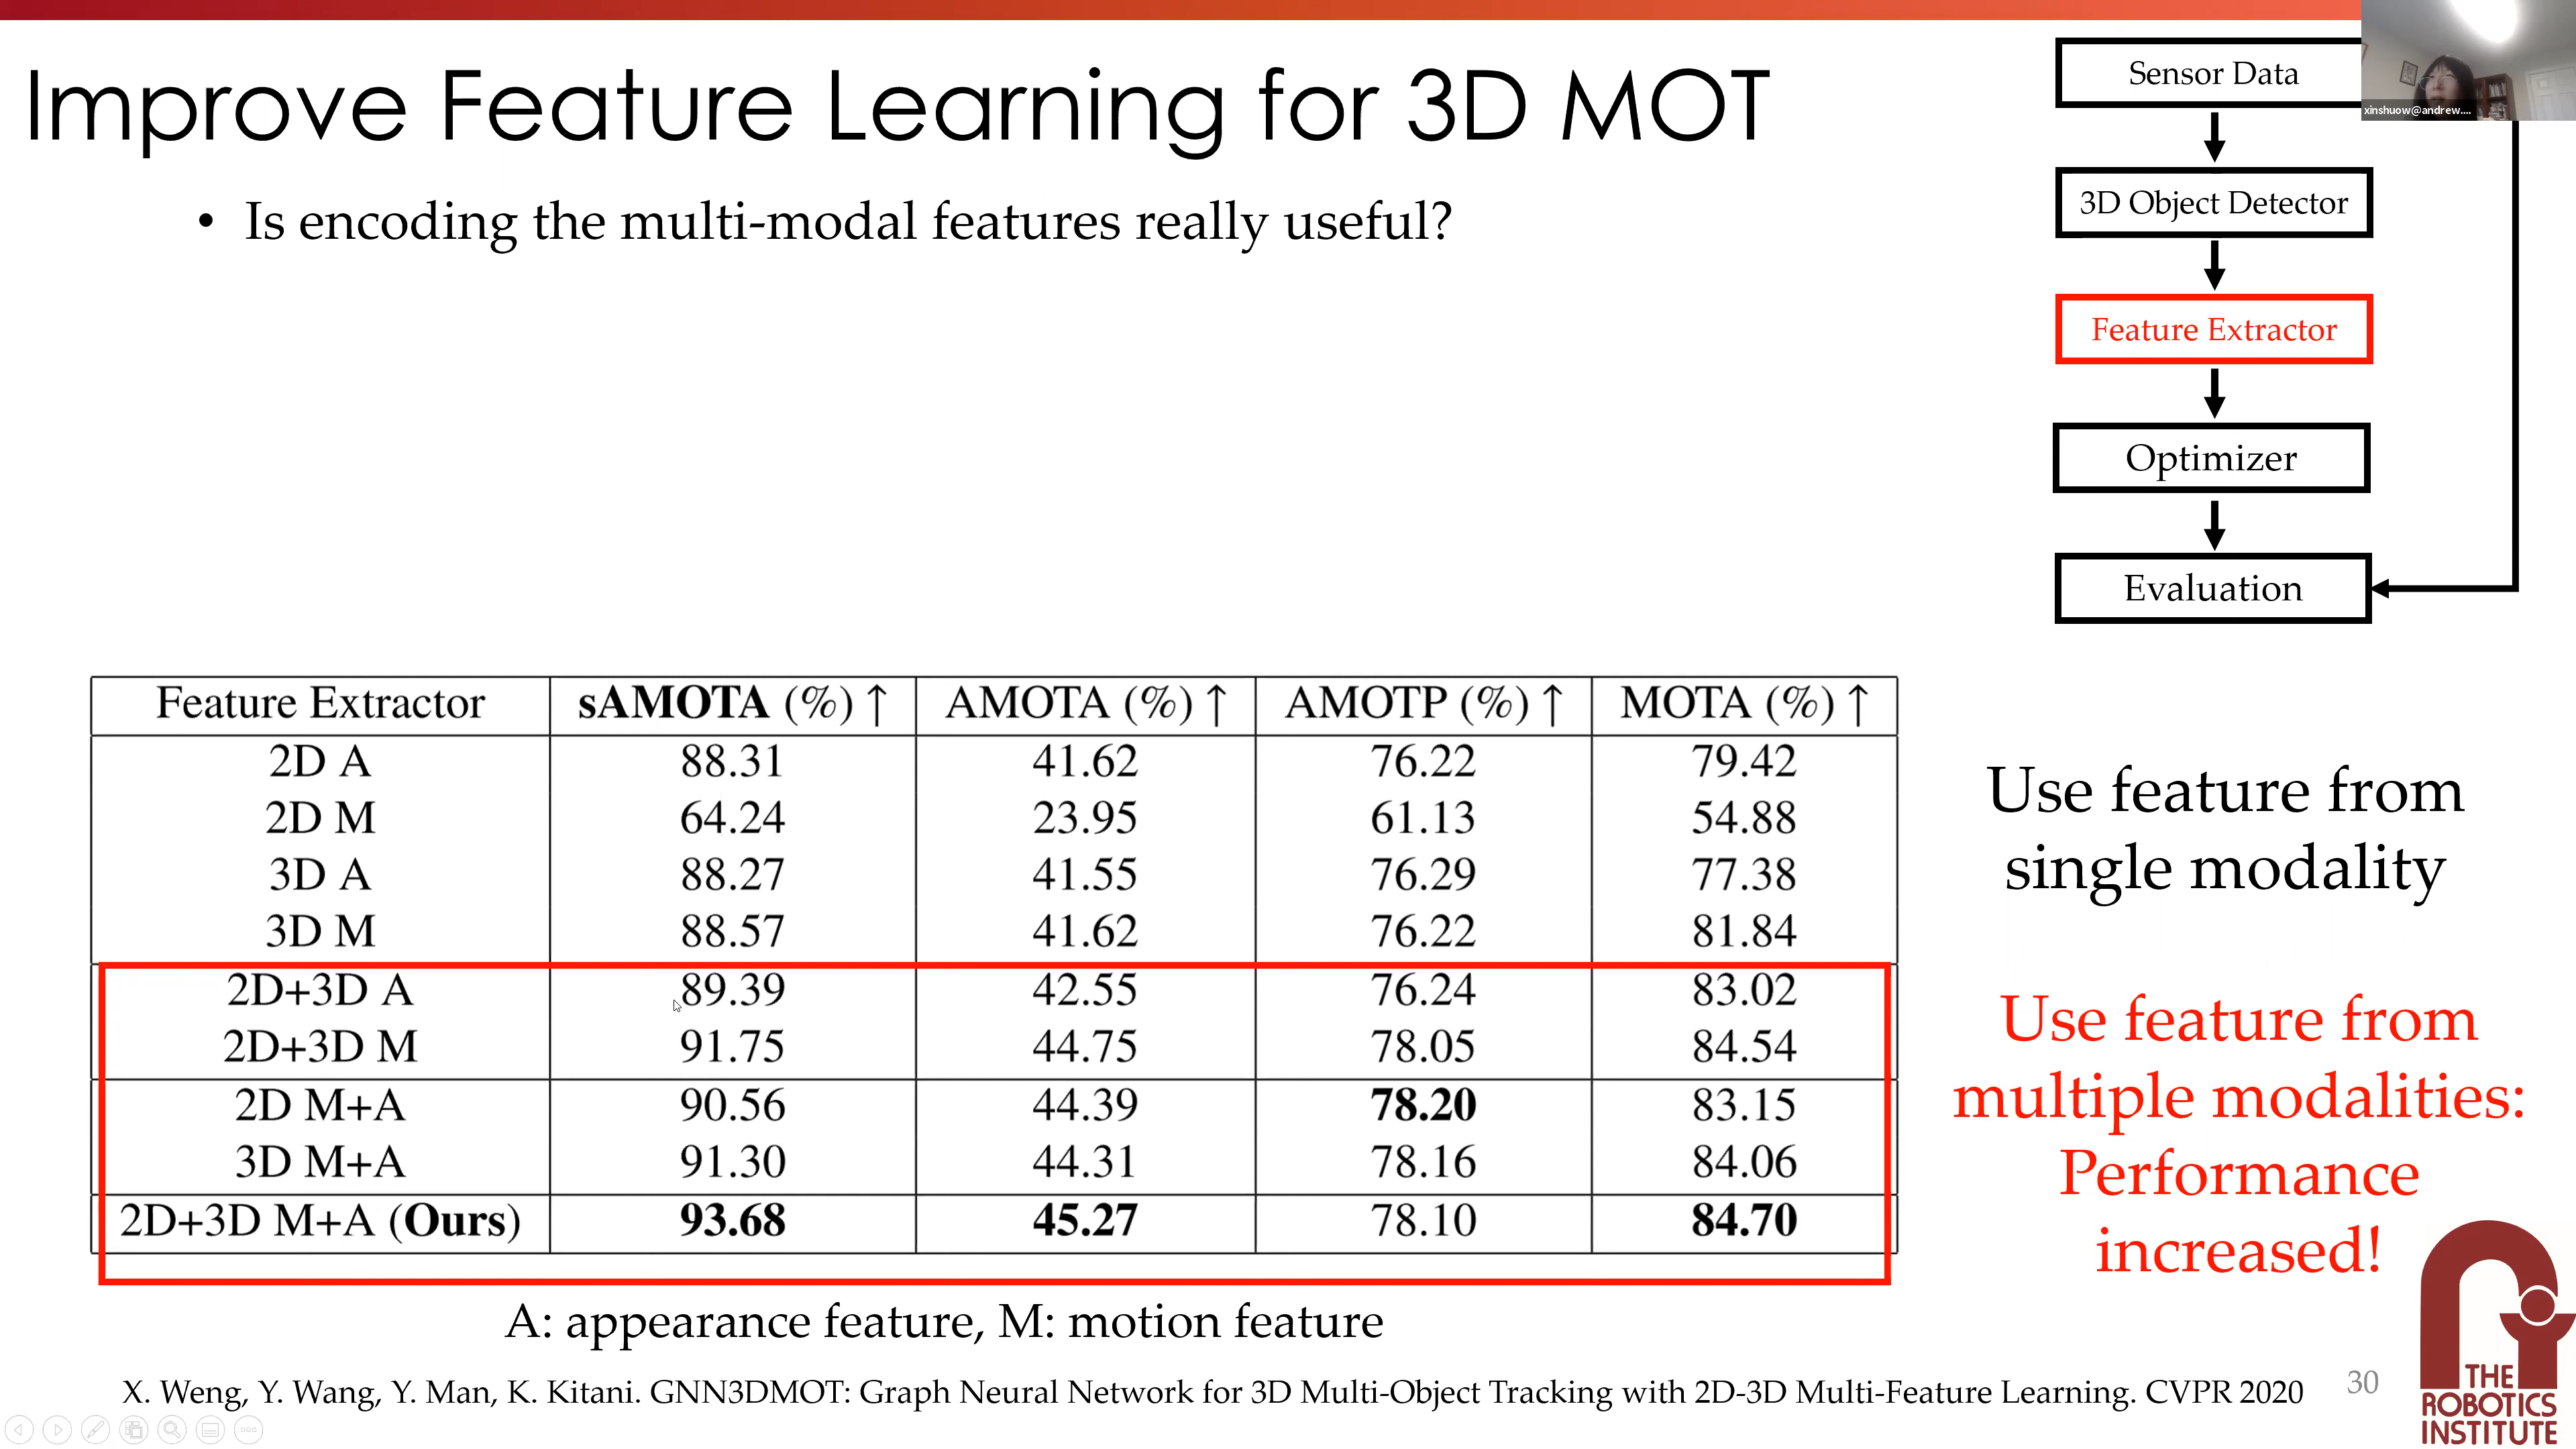 Improve Feature Learning for 3D MOT
• Is encoding the multi-modal features really useful?
Sensor Data
xinshuow@andrew....
3D Object Detector
Feature Extractor
Optimizer
Evaluation
Feature Extractor sAMOTA (%) ↑ AMOTA (%) ↑ AMOTP (%) ↑ MOTA (%) ↑
2D A 88.31 41.62 76.22 79.42
2D M 64.24 23.95 61.13 54.88
3D A 88.27 41.55 76.29 77.38
3D M 88.57 41.62 76.22 81.84
2D+3D A 89.39 42.55 76.24 83.02
2D+3D M 91.75 44.75 78.05 84.54
2D M+A 90.56 44.39 78.20 83.15
3D M+A 91.30 44.31 78.16 84.06
2D+3D M+A (Ours) 93.68 45.27 78.10 84.70
Use feature from
single modality
Use feature from
multiple modalities:
Performance
increased!
A: appearance feature, M: motion feature
X. Weng, Y. Wang, Y. Man, K. Kitani. GNN3DMOT: Graph Neural Network for 3D Multi-Object Tracking with 2D-3D Multi-Feature Learning. CVPR 2020
30
THE
ROBOTICS
INSTITUTE